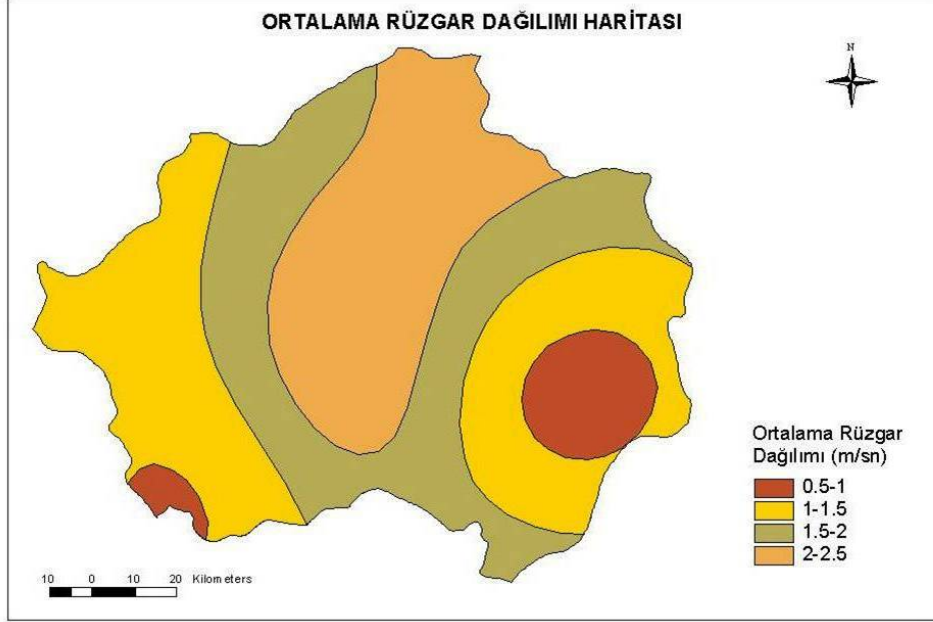 ORTALAMA RÜZGAR DAĞILIMI HARİTASI
N
Ortalama Rüzgar
Dağılımı (m/sn)
0.5-1
1-1.5
1.5-2
2-2.5
10 0 10 20 Kilometers